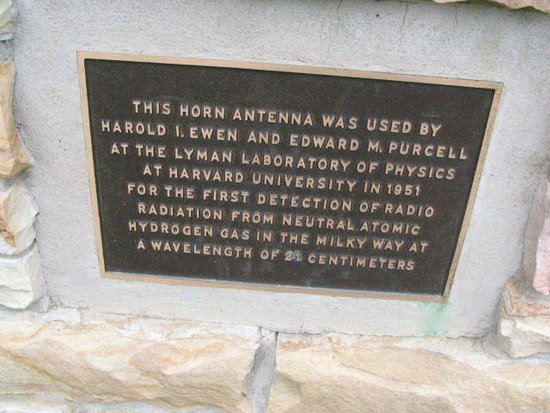 THIS HORN ANTENNA WAS USED BY
HAROLD I. EWEN AND EDWARD M. PURCELL
AT THE LYMAN LABORATORY OF PHYSICS
AT HARVARD UNIVERSITY IN 1951
FOR THE FIRST DETECTION OF RADIO
RADIATION FROM NEUTRAL ATOMIC
HYDROGEN GAS IN THE MILKY WAY AT
A WAVELENGTH OF 21 CENTIMETERS